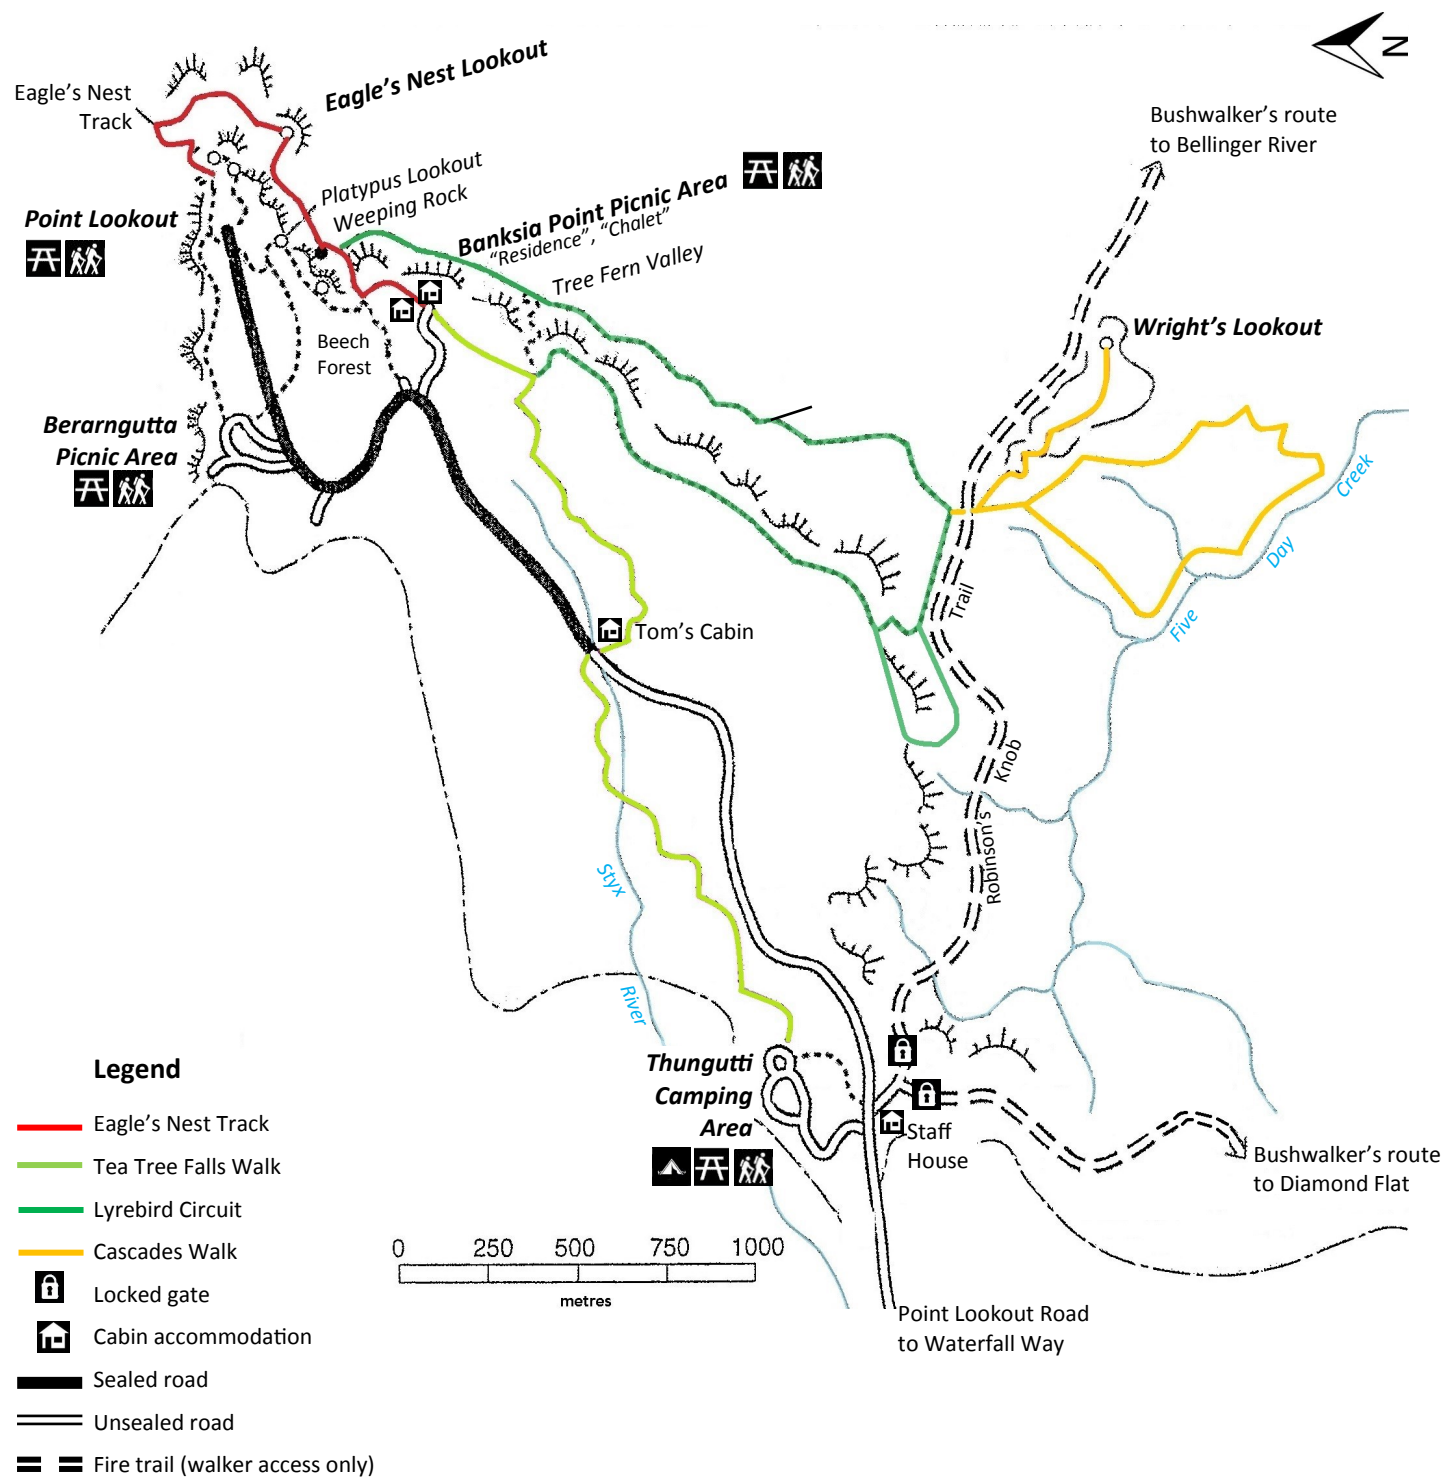 N
Eagle's Nest Lookout
Eagle's Nest
Track
Bushwalker's route
to Bellinger River
Platypus Lookout
Weeping Rock
Banksia Point Picnic Area
"Residence", "Chalet"
Tree Fern Valley
Point Lookout
Wright's Lookout
Beech
Forest
Berarngutta
Picnic Area
Creek
Day
Five
Trail
Tom's Cabin
Knob
Robinson's
Styx
River
Thungutti
Camping
Area
Staff
House
Bushwalker's route
to Diamond Flat
Legend
Eagle's Nest Track
Tea Tree Falls Walk
Lyrebird Circuit
Cascades Walk
Locked gate
Cabin accommodation
Sealed road
Unsealed road
Fire trail (walker access only)
0 250 500 750 1000
metres
Point Lookout Road
to Waterfall Way